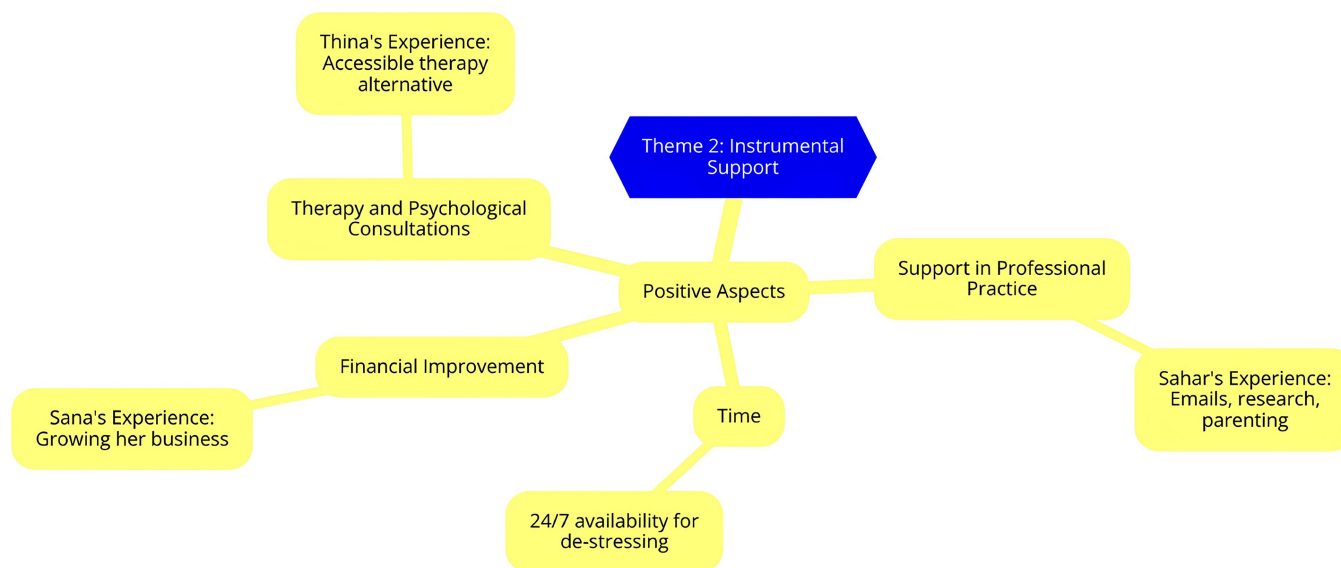 Thina's Experience:
Accessible therapy
alternative
Theme 2: Instrumental
Support
Therapy and Psychological
Consultations
Support in Professional
Practice
Positive Aspects
Financial Improvement
Sahar's Experience:
Emails, research,
parenting
Sana's Experience:
Growing her business
Time
24/7 availability for
de-stressing